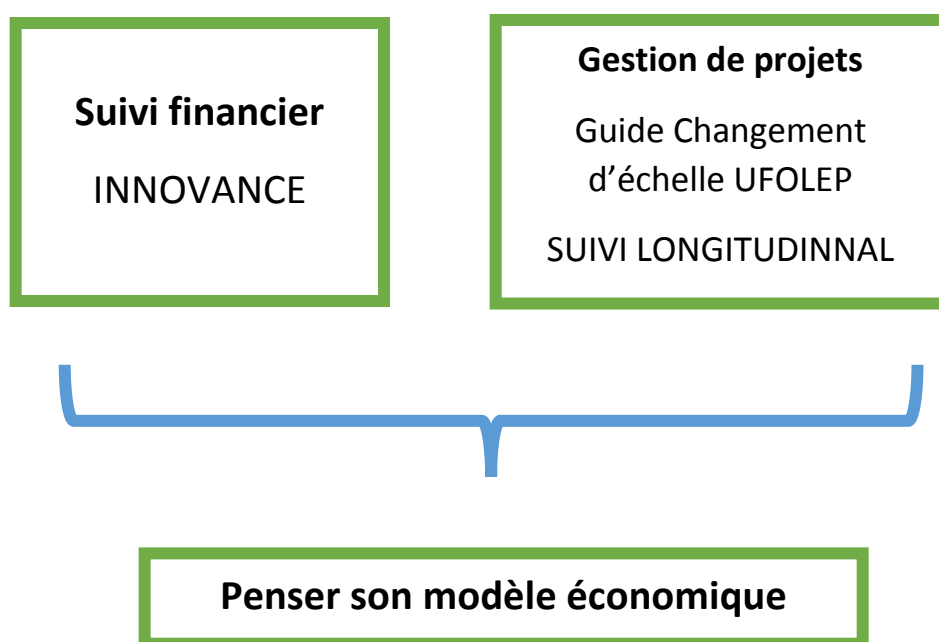 Suivi financier
INNOVANCE
Gestion de projets
Guide Changement
d’échelle UFOLEP
SUIVI LONGITUDINNAL
Penser son modèle économique